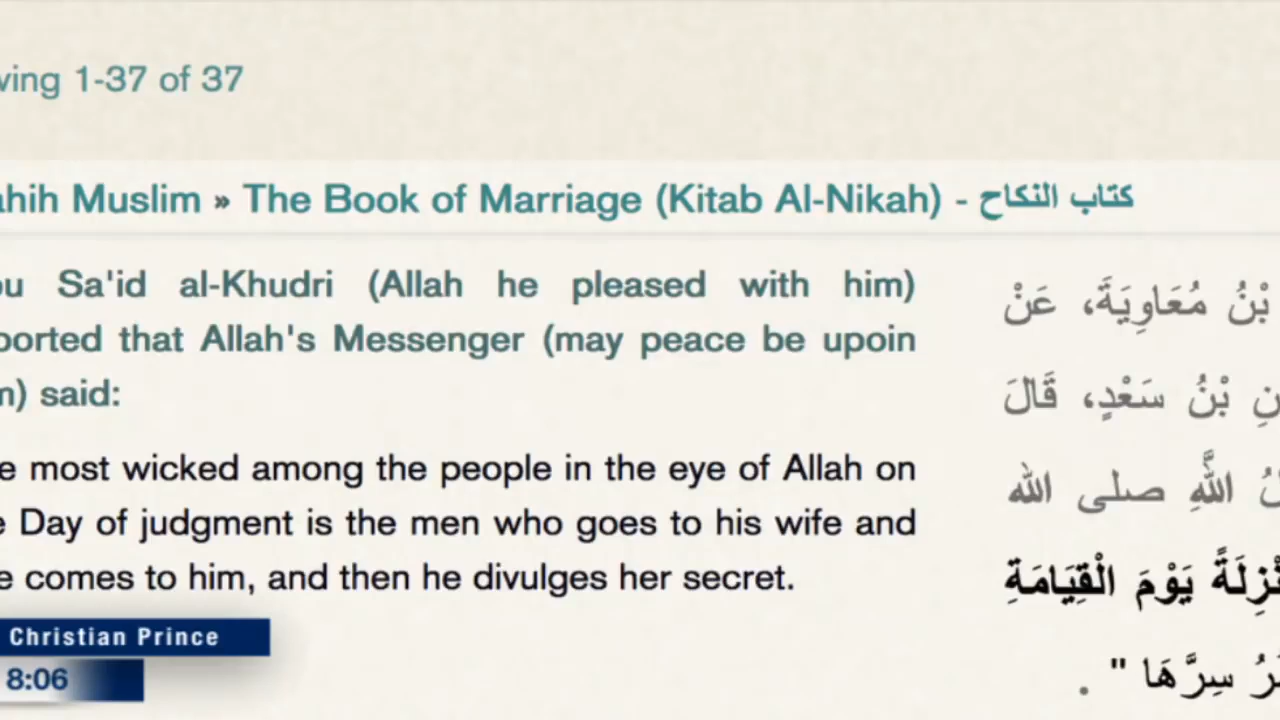 wing 1-37 of 37
ahih Muslim » The Book of Marriage (Kitab Al-Nikah) - كتاب النكاح
ou Sa'id al-Khudri (Allah he pleased with him)
ported that Allah's Messenger (may peace be upoin
m) said:
e most wicked among the people in the eye of Allah on
e Day of judgment is the men who goes to his wife and
e comes to him, and then he divulges her secret.
بْنُ مُعَاوِيَةَ، عَنْ
نِ بْنُ سَعْدٍ، قَالَ
لُ اللَّهِ صلى الله
نْزِلَةً يَوْمَ الْقِيَامَةِ
شُرُ سِرَّهَا " .
Christian Prince
8:06